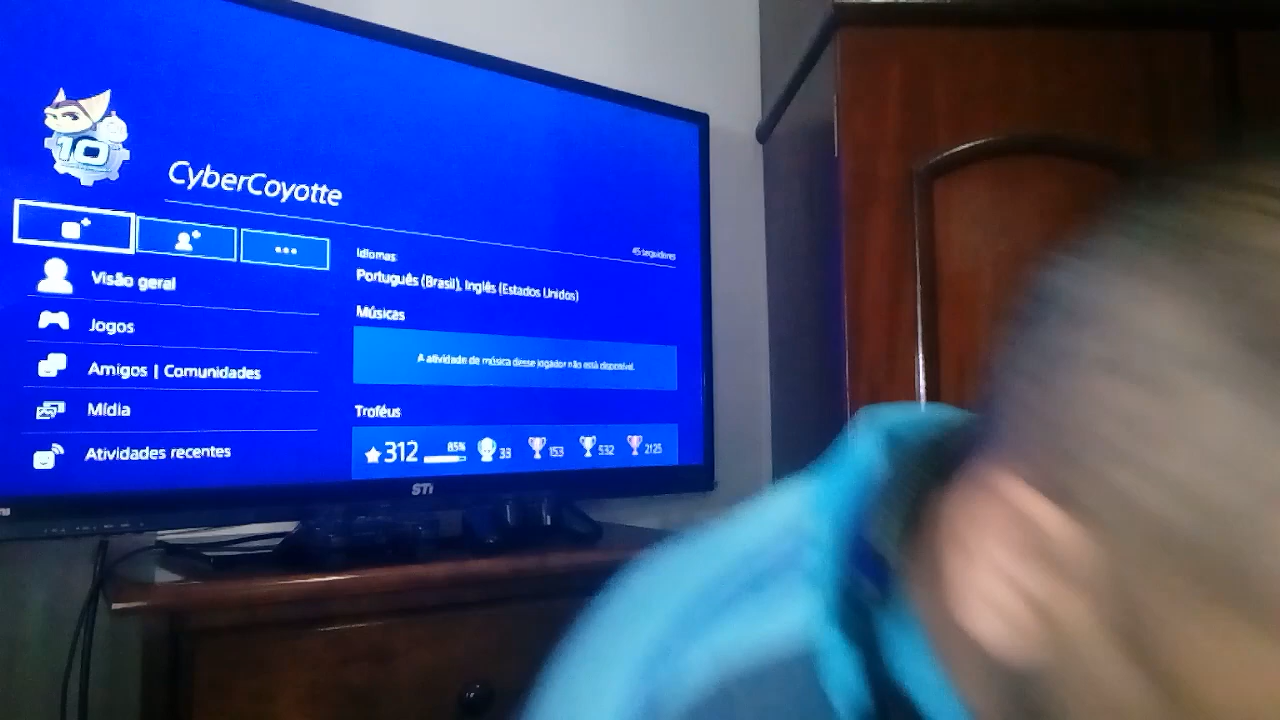 10
CyberCoyotte
45 seguidores
Idiomas
Português (Brasil), Inglês (Estados Unidos)
Visão geral
Músicas
Jogos
A atividade de música desse jogador não está disponível.
Amigos | Comunidades
Mídia
Troféus
Atividades recentes
312 85% 33 153 532 2125
STi